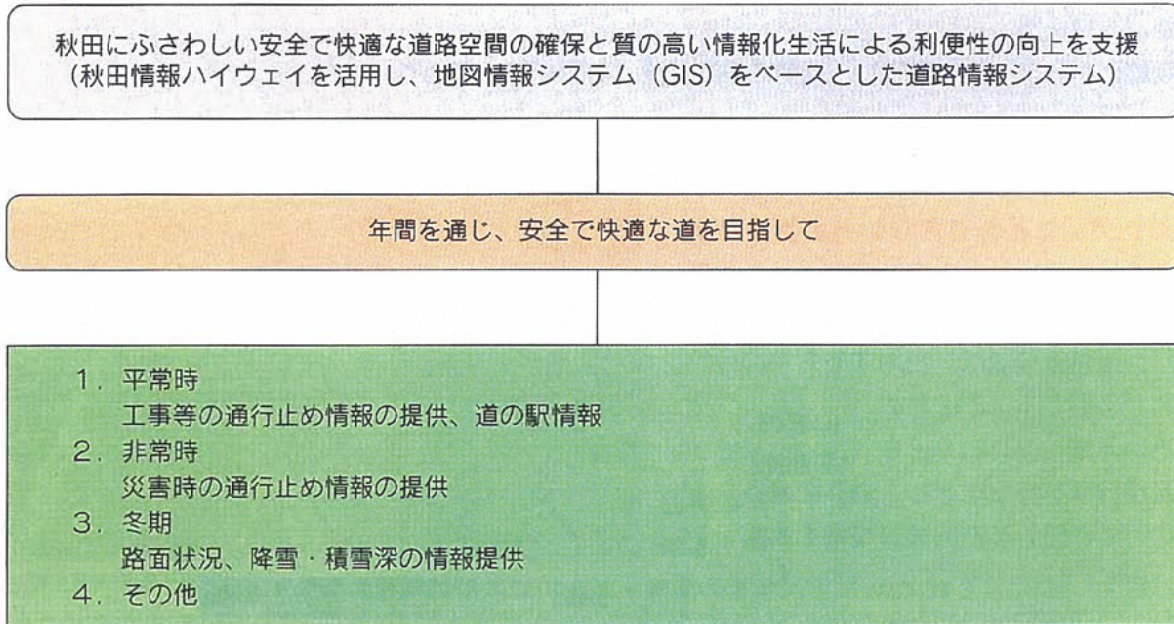 秋田にふさわしい安全で快適な道路空間の確保と質の高い情報化生活による利便性の向上を支援
(秋田情報ハイウェイを活用し、地図情報システム（GIS）をベースとした道路情報システム)
年間を通じ、安全で快適な道を目指して
1．平常時
工事等の通行止め情報の提供、道の駅情報
2．非常時
災害時の通行止め情報の提供
3．冬期
路面状況、降雪・積雪深の情報提供
4．その他